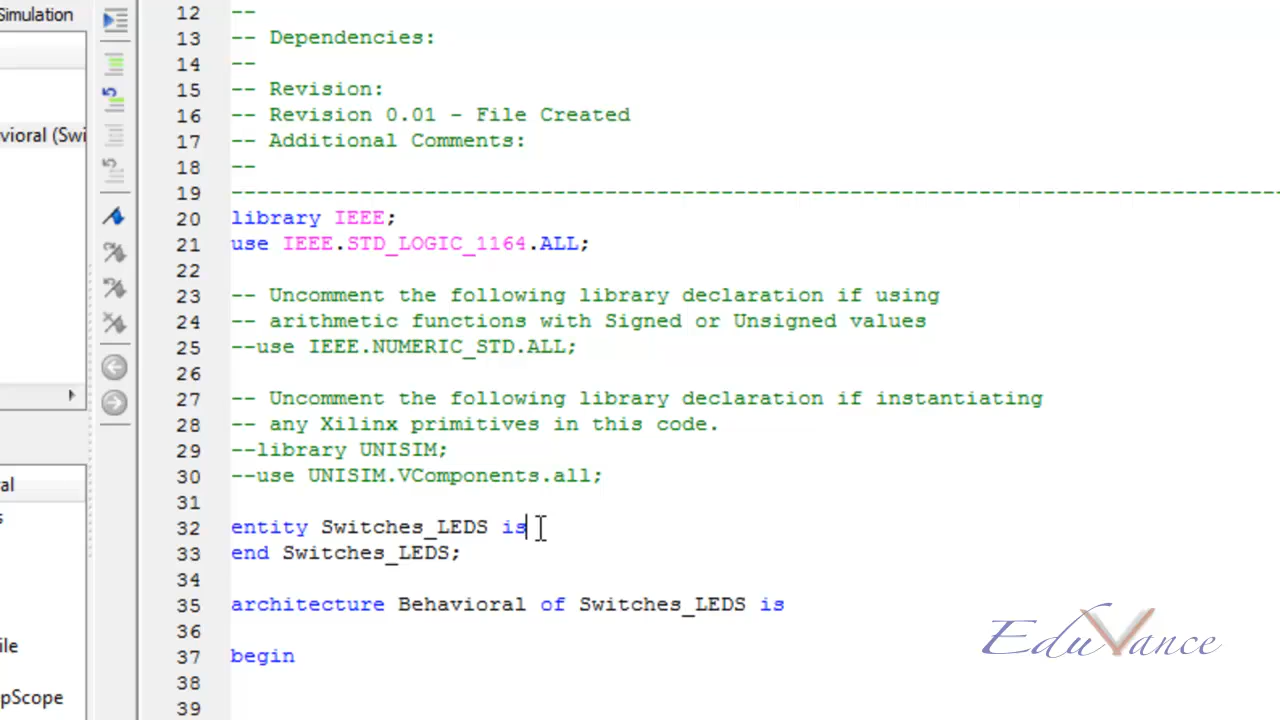 Simulation
vioral (Swi
al
s
ile
pScope
12 --
13 -- Dependencies:
14 --
15 -- Revision:
16 -- Revision 0.01 - File Created
17 -- Additional Comments:
18 --
19 ----------------------------------------------------------------------------------
20 library IEEE;
21 use IEEE.STD_LOGIC_1164.ALL;
22
23 -- Uncomment the following library declaration if using
24 -- arithmetic functions with Signed or Unsigned values
25 --use IEEE.NUMERIC_STD.ALL;
26
27 -- Uncomment the following library declaration if instantiating
28 -- any Xilinx primitives in this code.
29 --library UNISIM;
30 --use UNISIM.VComponents.all;
31
32 entity Switches_LEDS is
33 end Switches_LEDS;
34
35 architecture Behavioral of Switches_LEDS is
36
37 begin
38
39
EduVance